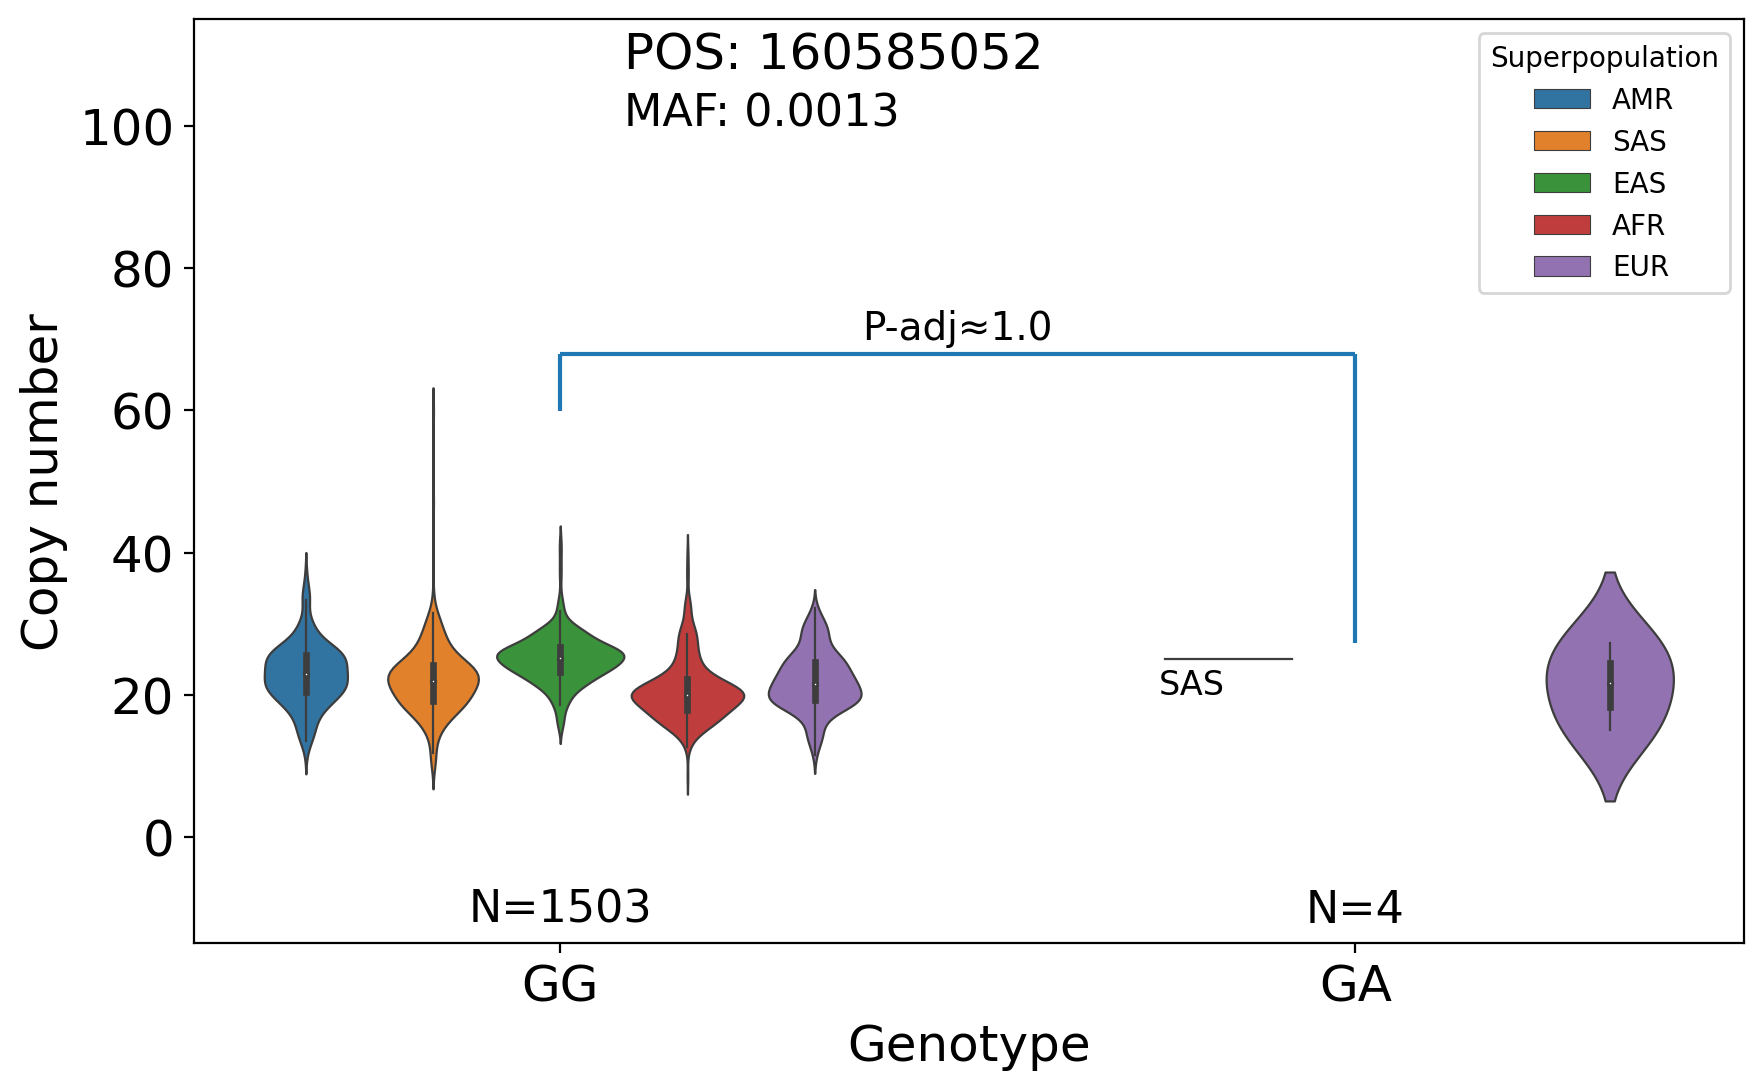 POS: 160585052
MAF: 0.0013
Superpopulation
AMR
SAS
EAS
AFR
EUR
Copy number
100
80
60
40
20
0
P-adj≈1.0
SAS
N=1503
N=4
GG
GA
Genotype